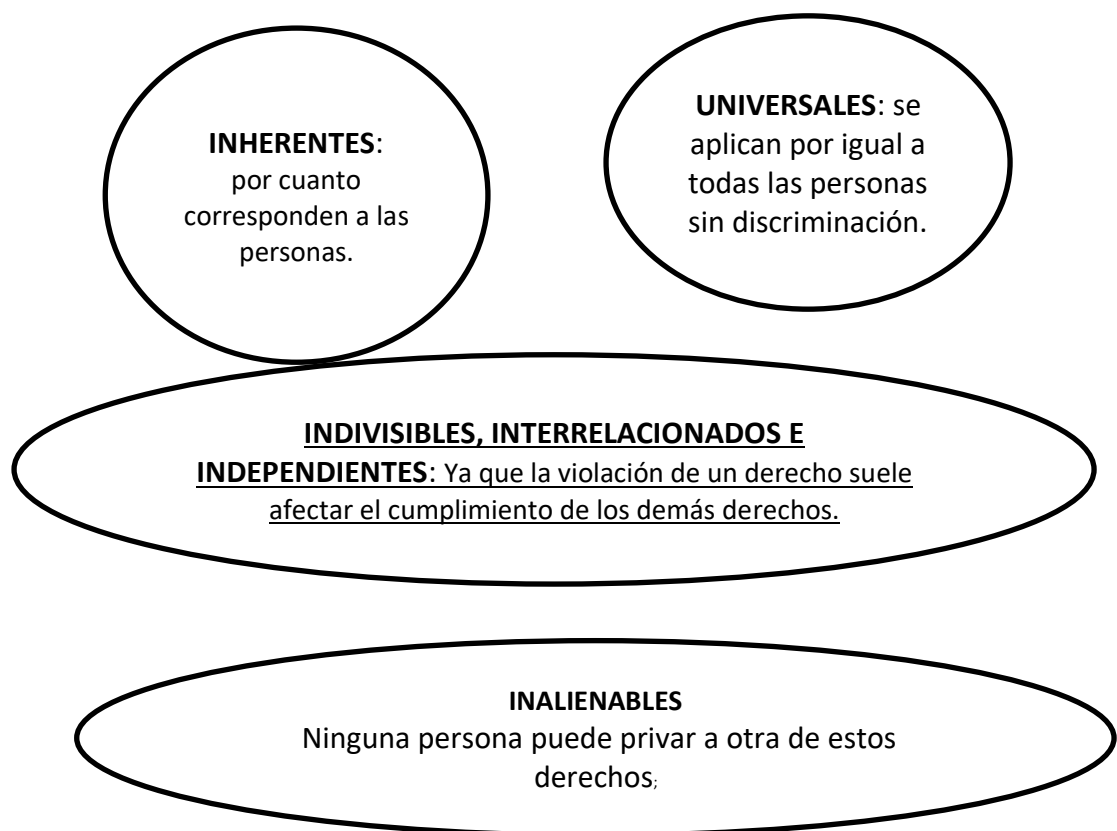 INHERENTES:
por cuanto
corresponden a las
personas.
UNIVERSALES: se
aplican por igual a
todas las personas
sin discriminación.
INDIVISIBLES, INTERRELACIONADOS E
INDEPENDIENTES: Ya que la violación de un derecho suele
afectar el cumplimiento de los demás derechos.
INALIENABLES
Ninguna persona puede privar a otra de estos
derechos;